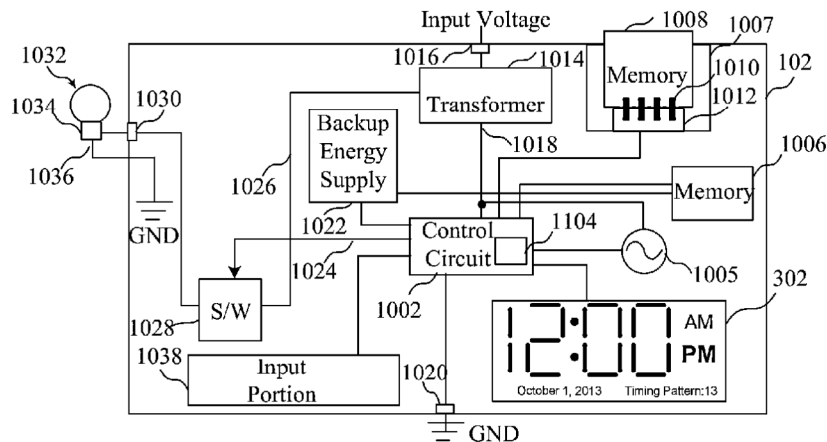 Input Voltage
1008
1007
1016
1014
1032
Memory
1010
102
1034
1030
Transformer
1012
Backup
Energy
Supply
1018
1006
1036
1026
Memory
GND
1022
Control
Circuit
1104
1024
1005
1002
302
S/W
1028
12:00
AM
PM
1038
Input
Portion
1020
October 1, 2013
Timing Pattern:13
GND